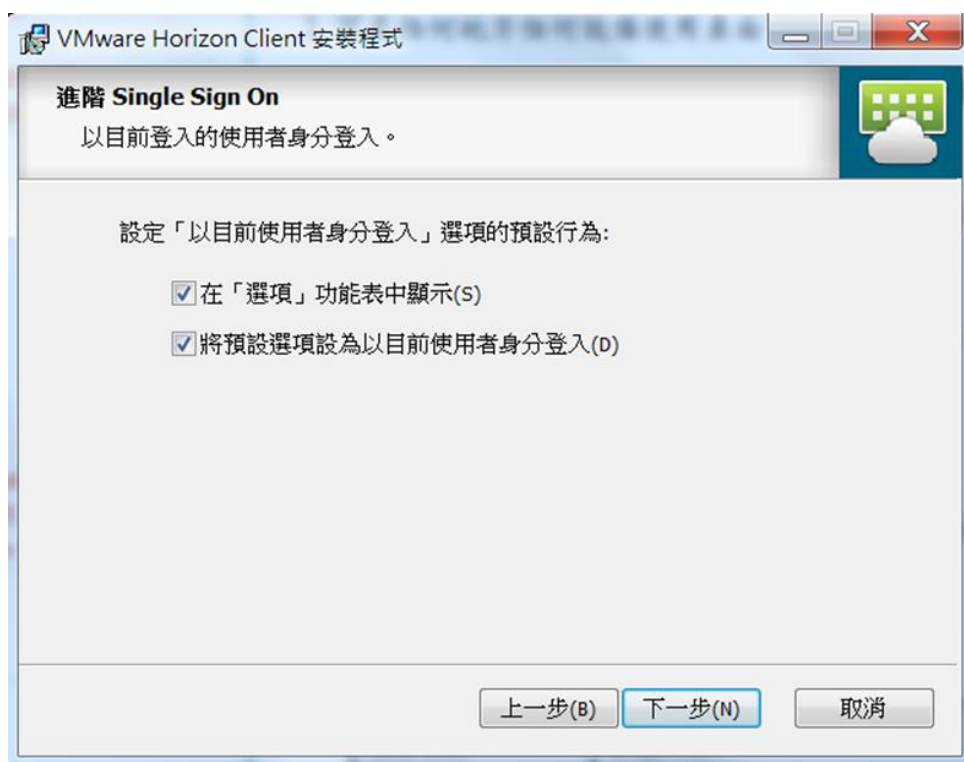 VMware Horizon Client 安裝程式
進階 Single Sign On
以目前登入的使用者身分登入。
設定「以目前使用者身分登入」選項的預設行為:
在「選項」功能表中顯示(S)
將預設選項設為以目前使用者身分登入(D)
上一步(B) 下一步(N) 取消